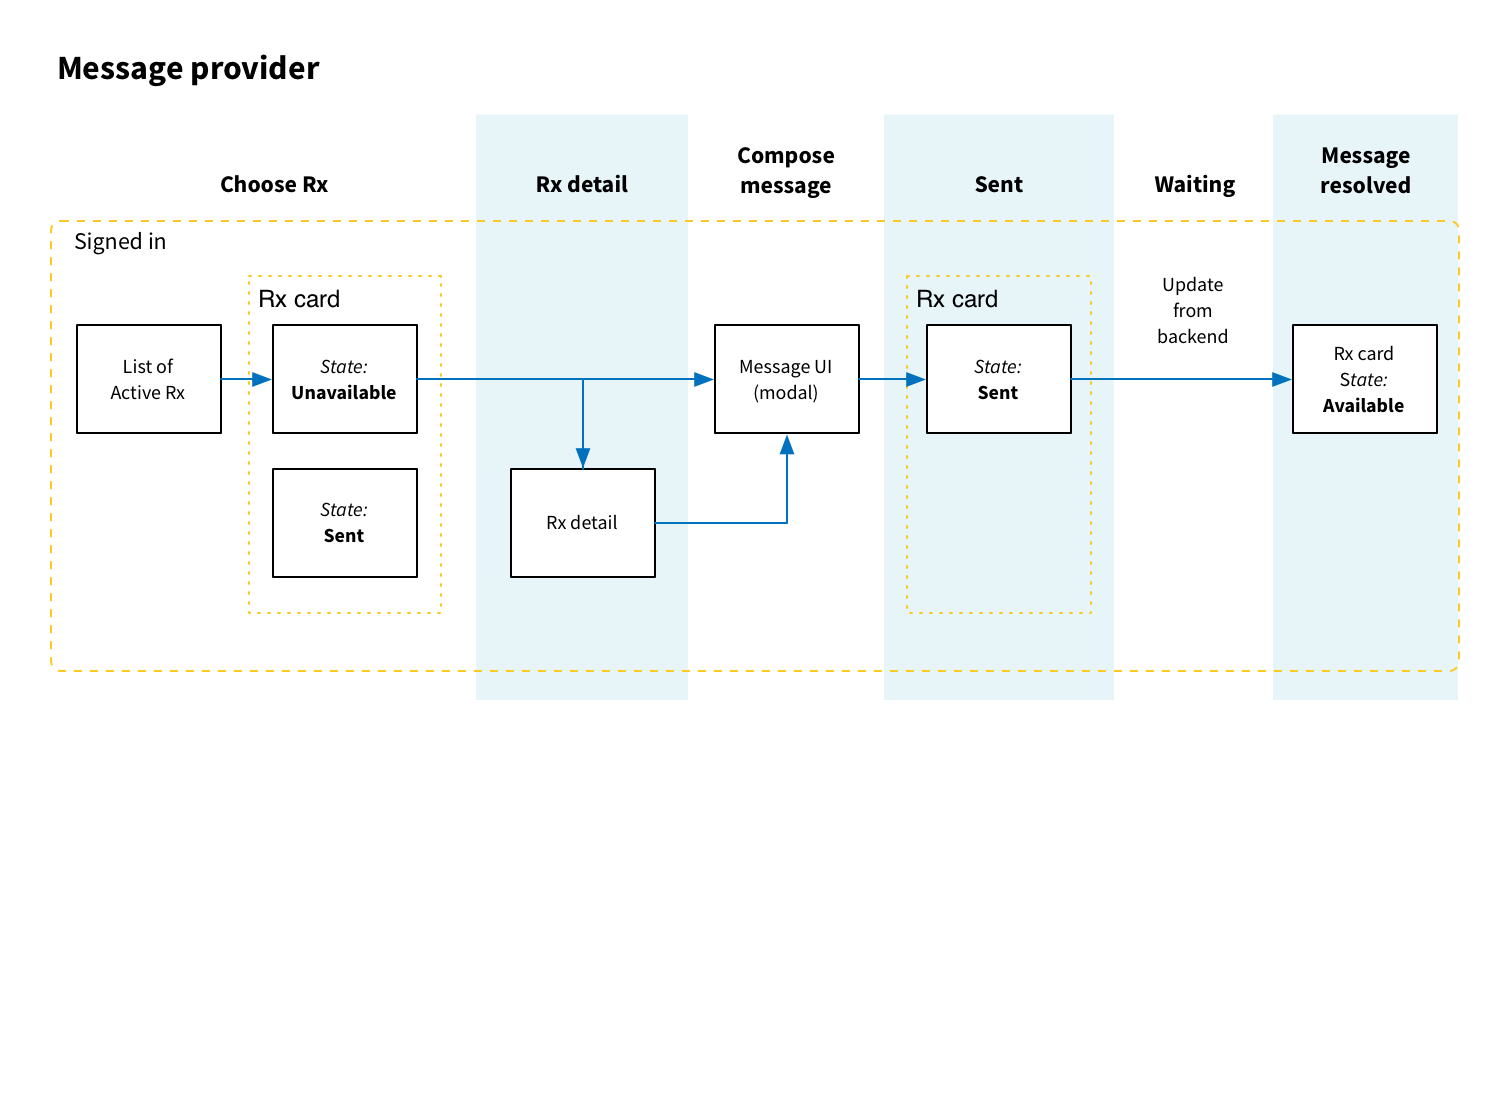 Message provider
Choose Rx
Rx detail
Compose
message
Sent
Waiting
Message
resolved
Signed in
Rx card
List of
Active Rx
State:
Unavailable
State:
Sent
Rx detail
Message UI
(modal)
Rx card
State:
Sent
Update
from
backend
Rx card
State:
Available